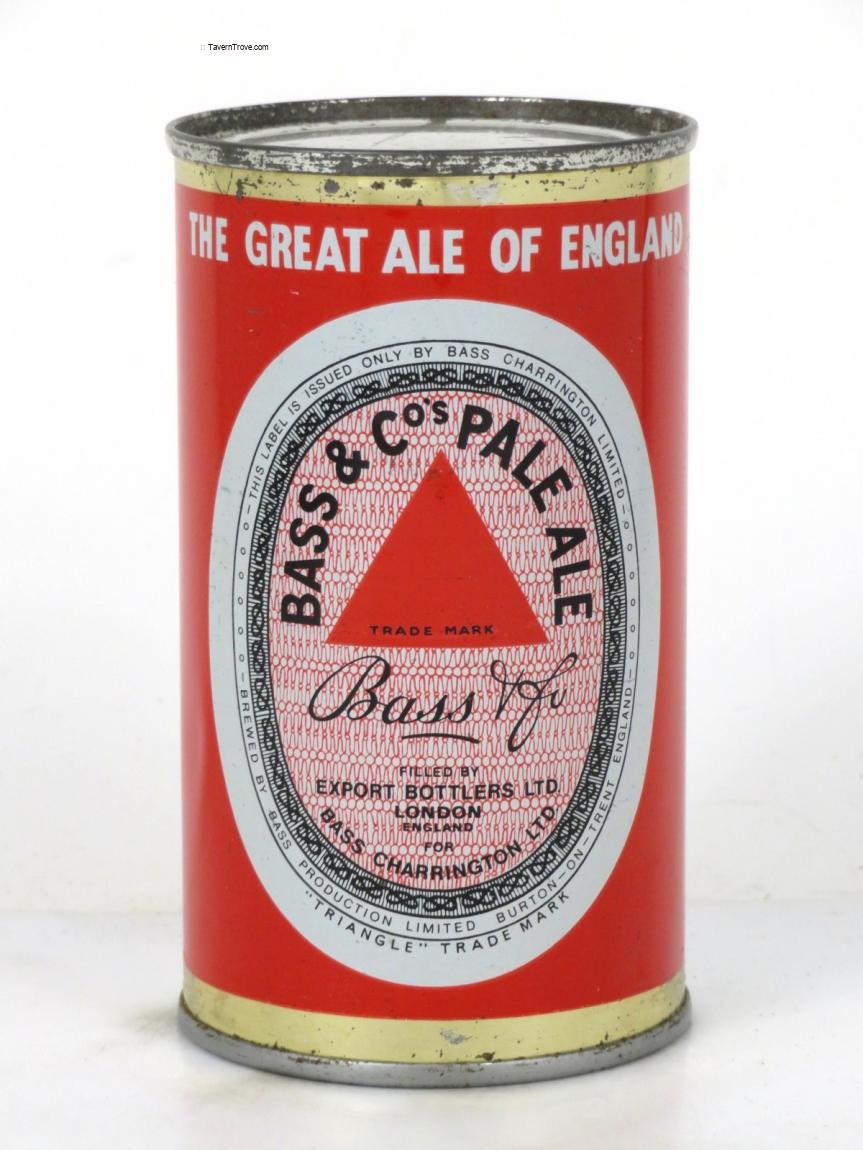 :: TavernTrove.com
THE GREAT ALE OF ENGLAND
THIS LABEL IS ISSUED ONLY BY BASS CHARRINGTON LIMITED
BASS & Co's PALE ALE
TRADE MARK
Bass & Co
FILLED BY
EXPORT BOTTLERS LTD.
LONDON
ENGLAND
FOR
BASS CHARRINGTON LTD.
BREWED BY BASS PRODUCTION LIMITED BURTON-ON-TRENT ENGLAND
"TRIANGLE" TRADE MARK